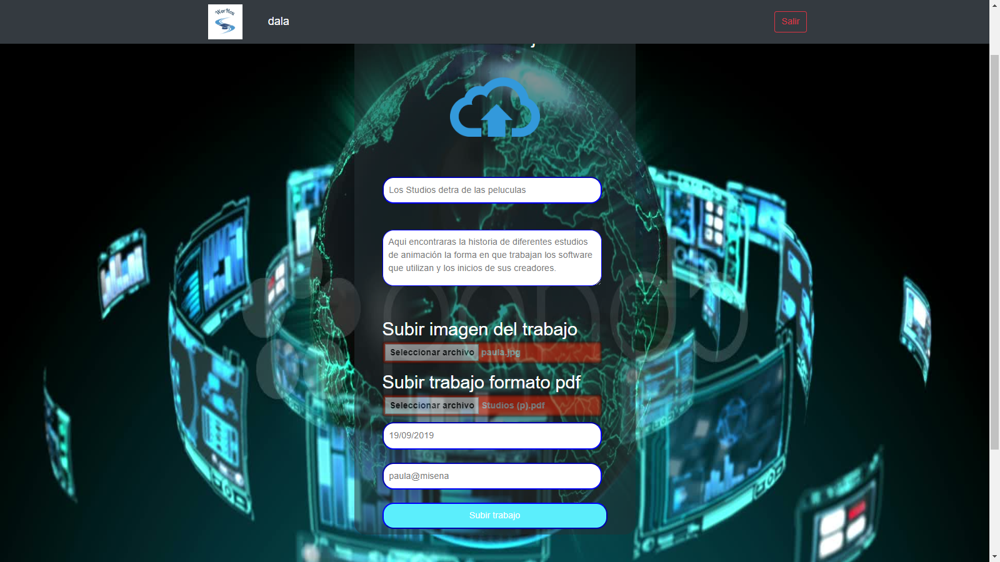 WorHou
dala
Salir
Los Studios detra de las peluculas
Aqui encontraras la historia de diferentes estudios
de animación la forma en que trabajan los software
que utilizan y los inicios de sus creadores.
Subir imagen del trabajo
Seleccionar archivo paula.jpg
Subir trabajo formato pdf
Seleccionar archivo Studios (p).pdf
19/09/2019
paula@misena
Subir trabajo